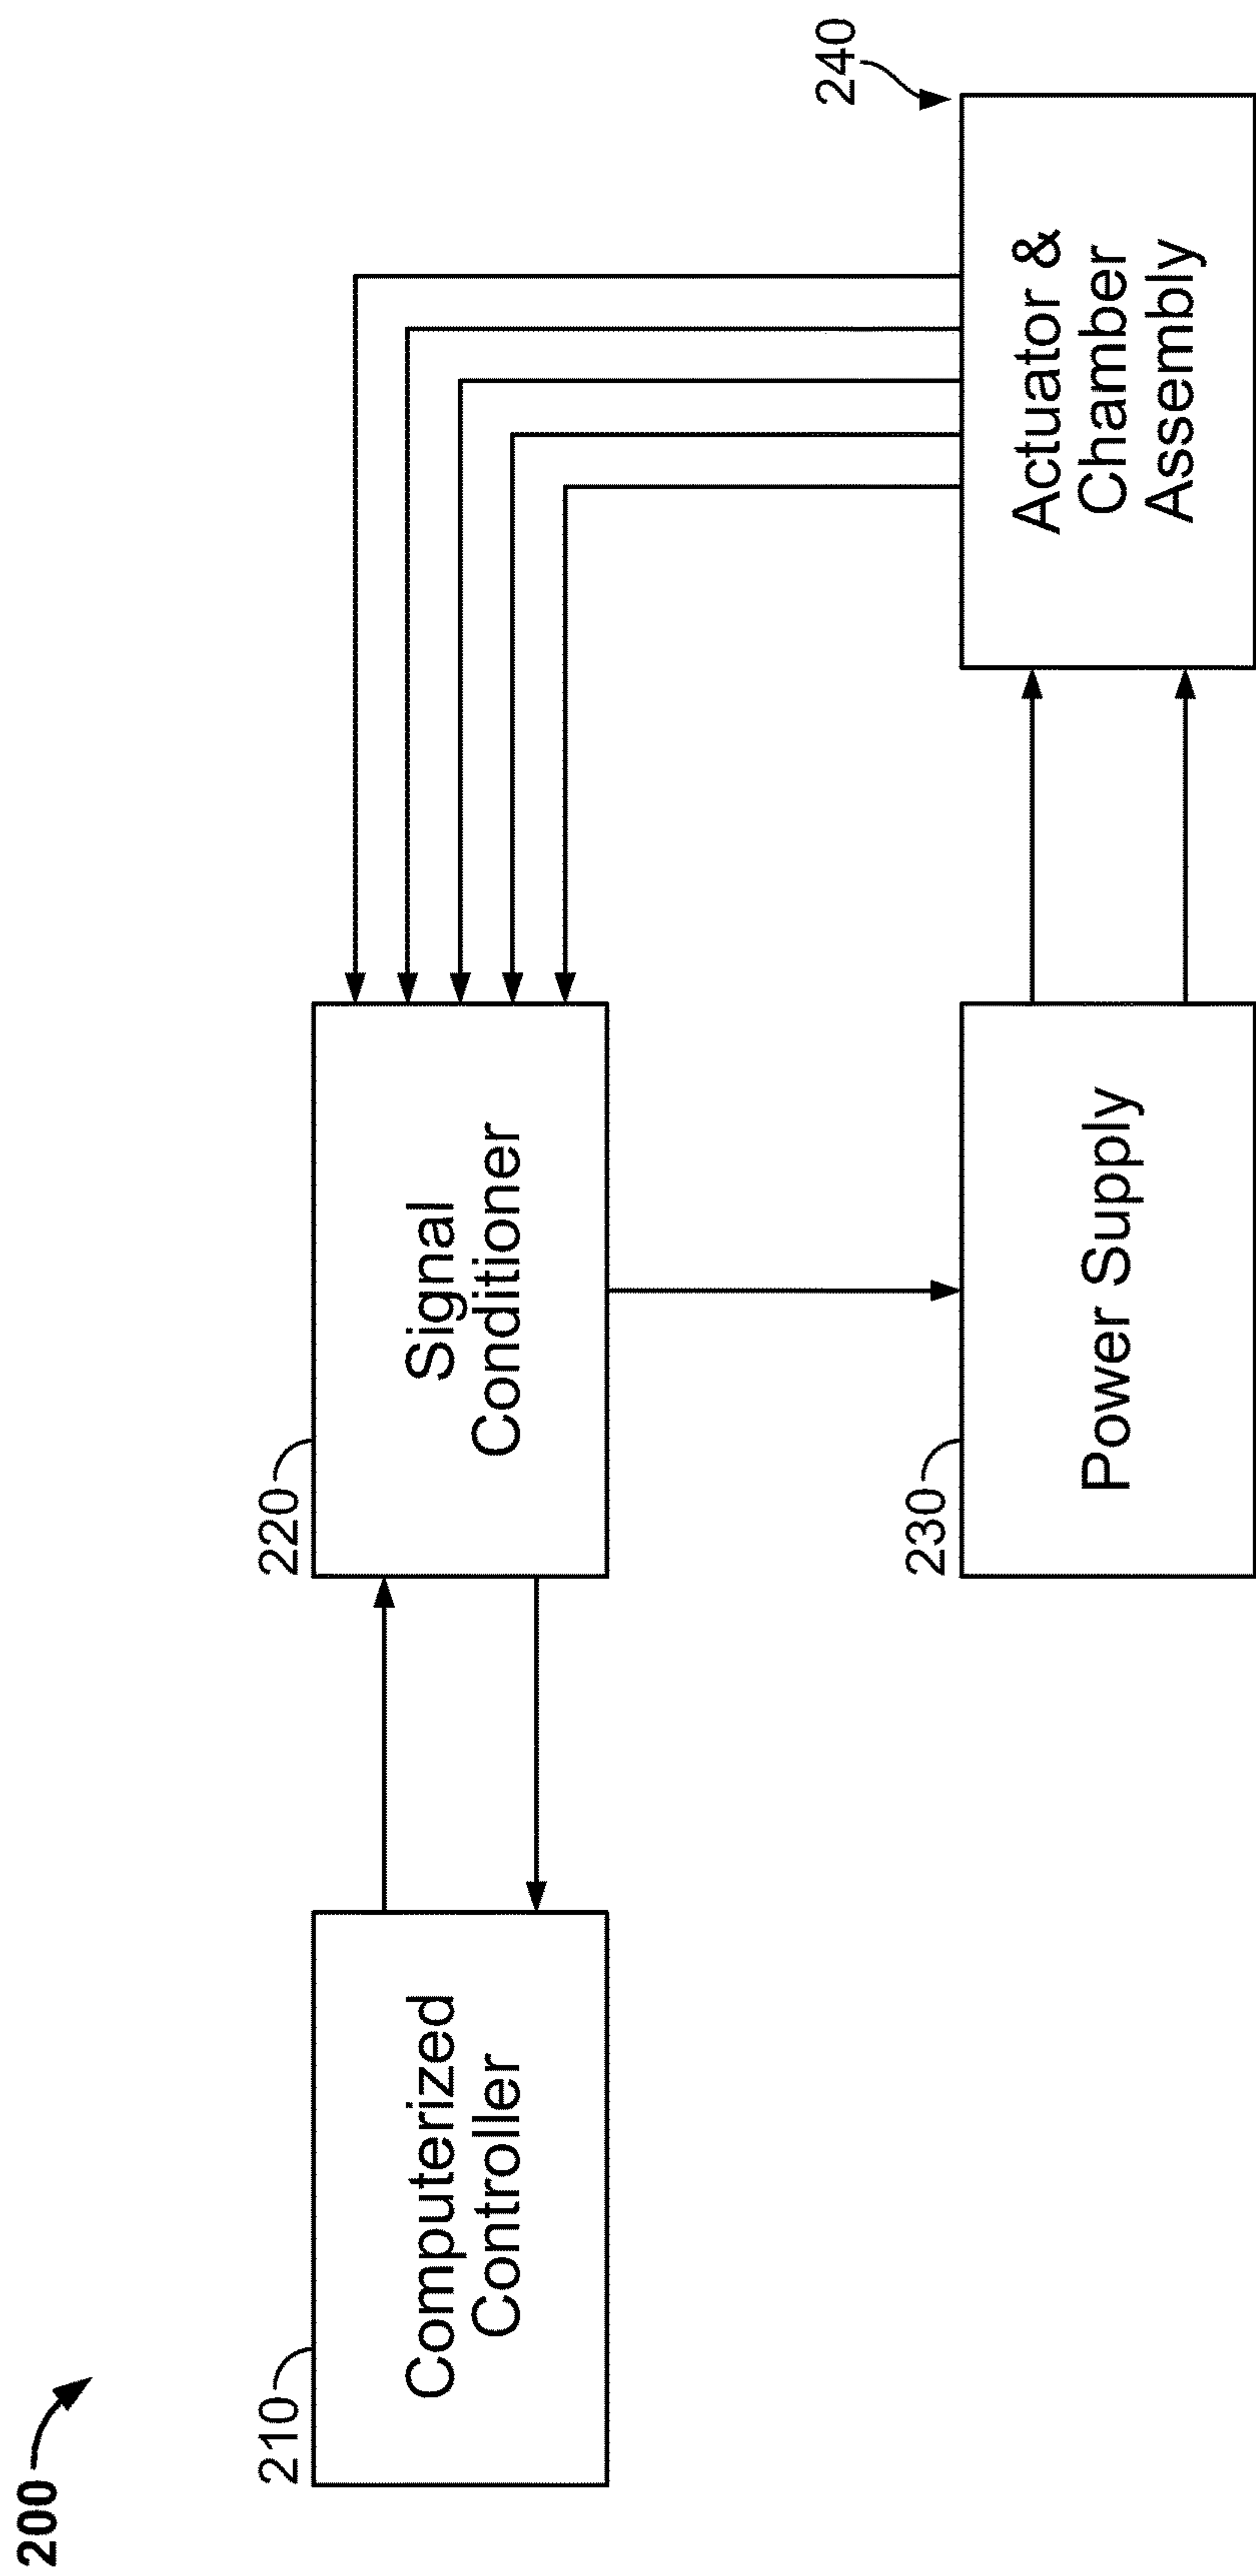 200
210
Computerized
Controller
220
Signal
Conditioner
230
Power Supply
240
Actuator &
Chamber
Assembly